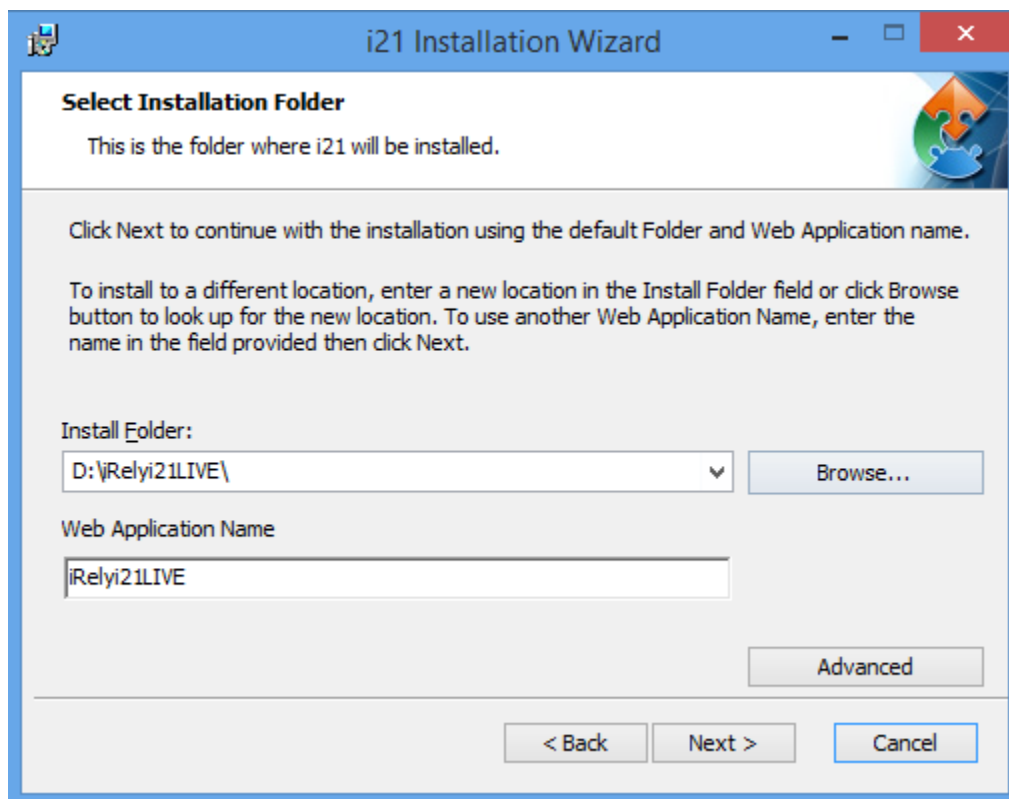 i21 Installation Wizard
Select Installation Folder
This is the folder where i21 will be installed.
Click Next to continue with the installation using the default Folder and Web Application name.
To install to a different location, enter a new location in the Install Folder field or click Browse
button to look up for the new location. To use another Web Application Name, enter the
name in the field provided then click Next.
Install Folder:
D:\iRelyi21LIVE\
Browse...
Web Application Name
iRelyi21LIVE
Advanced
< Back
Next >
Cancel